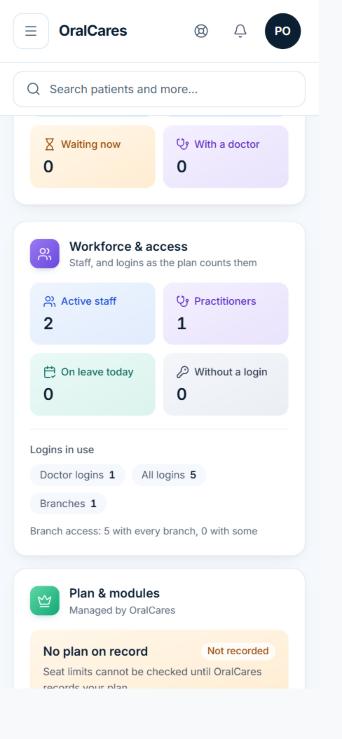 OralCares
PO
Search patients and more...
Waiting now
0
With a doctor
0
Workforce & access
Staff, and logins as the plan counts them
Active staff
2
Practitioners
1
On leave today
0
Without a login
0
Logins in use
Doctor logins 1
All logins 5
Branches 1
Branch access: 5 with every branch, 0 with some
Plan & modules
Managed by OralCares
No plan on record
Not recorded
Seat limits cannot be checked until OralCares
records your plan